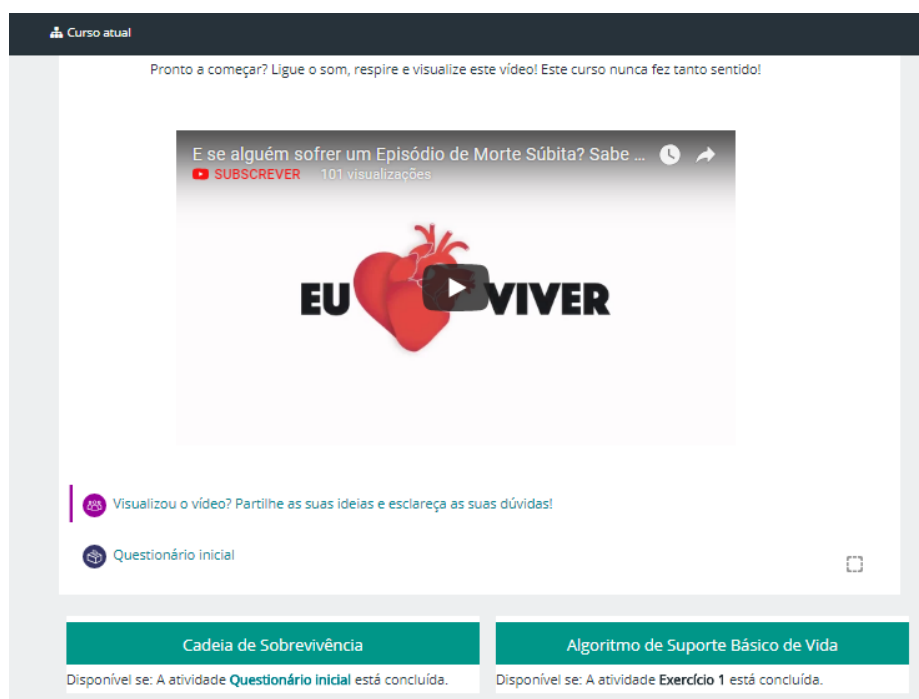 Curso atual
Pronto a começar? Ligue o som, respire e visualize este vídeo! Este curso nunca fez tanto sentido!
E se alguém sofrer um Episódio de Morte Súbita? Sabe ...
SUBSCREVER 101 visualizações
EU VIVER
Visualizou o vídeo? Partilhe as suas ideias e esclareça as suas dúvidas!
Questionário inicial
Cadeia de Sobrevivência
Disponível se: A atividade Questionário inicial está concluída.
Algoritmo de Suporte Básico de Vida
Disponível se: A atividade Exercício 1 está concluída.